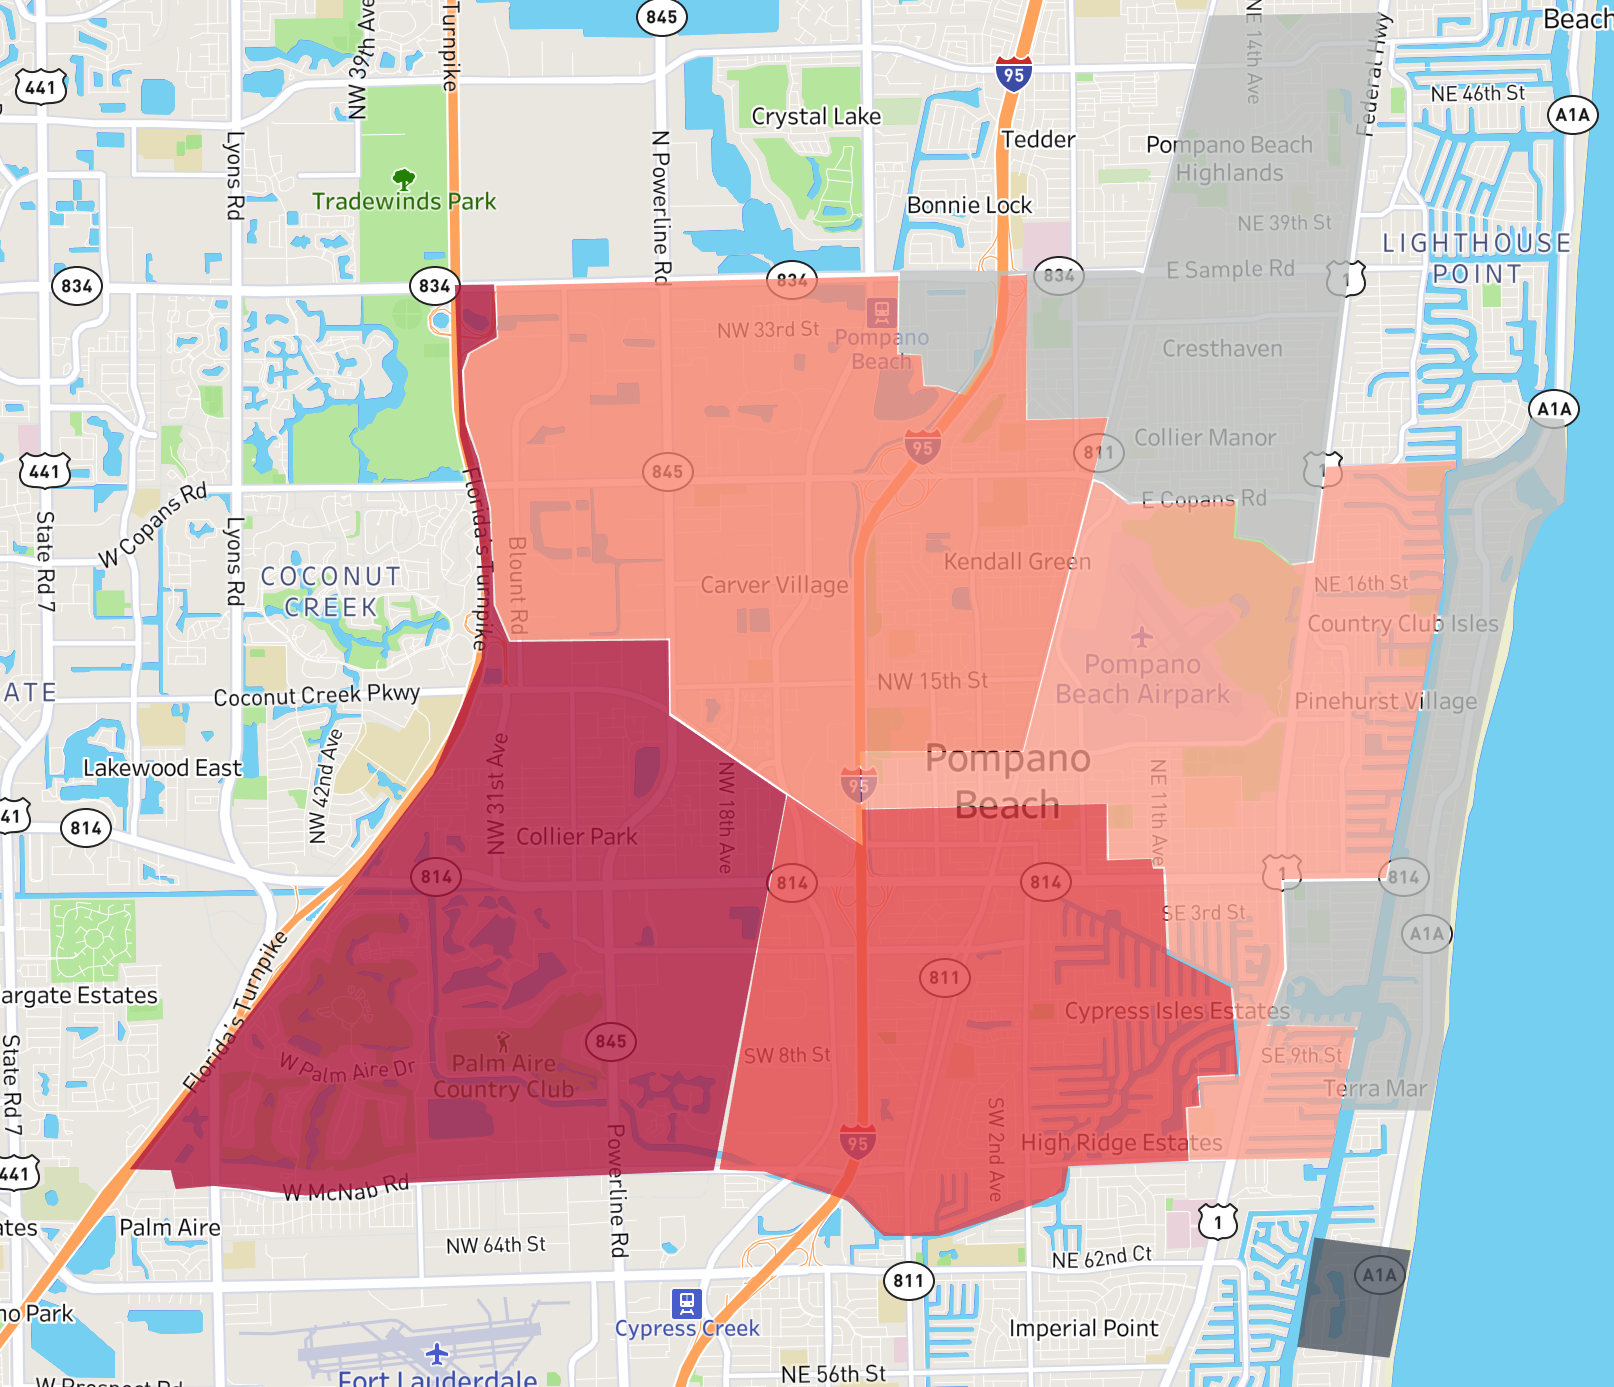 845
Beach
441
NW 39th Ave
Turnpike
95
NE 14th Ave
Federal Hwy
NE 46th St
A1A
Crystal Lake
Tedder
Lyons Rd
N Powerline Rd
Pompano Beach
Highlands
Tradewinds Park
Bonnie Lock
NE 39th St
LIGHTHOUSE
POINT
834
834
834
834
E Sample Rd
1
NW 33rd St
Pompano
Beach
Cresthaven
A1A
95
811
Collier Manor
441
845
1
W Copans Rd
E Copans Rd
State Rd 7
Lyons Rd
Florida's Turnpike
Blount Rd
COCONUT
CREEK
Carver Village
Kendall Green
NE 16th St
Country Club Isles
Pompano
Beach Airpark
ATE
Coconut Creek Pkwy
NW 15th St
Pinehurst Village
Lakewood East
NW 42nd Ave
NW 31st Ave
NW 18th Ave
95
Pompano
Beach
NE 11th Ave
41
814
Collier Park
814
814
814
1
814
SE 3rd St
A1A
Florida's Turnpike
argate Estates
811
Cypress Isles Estates
State Rd 7
W Palm Aire Dr
Palm Aire
Country Club
845
SW 8th St
SE 9th St
Terra Mar
SW 2nd Ave
95
High Ridge Estates
441
W McNab Rd
Powerline Rd
ates
Palm Aire
NW 64th St
1
NE 62nd Ct
811
A1A
no Park
Cypress Creek
Imperial Point
W Prospect Rd
Fort Lauderdale
NE 56th St